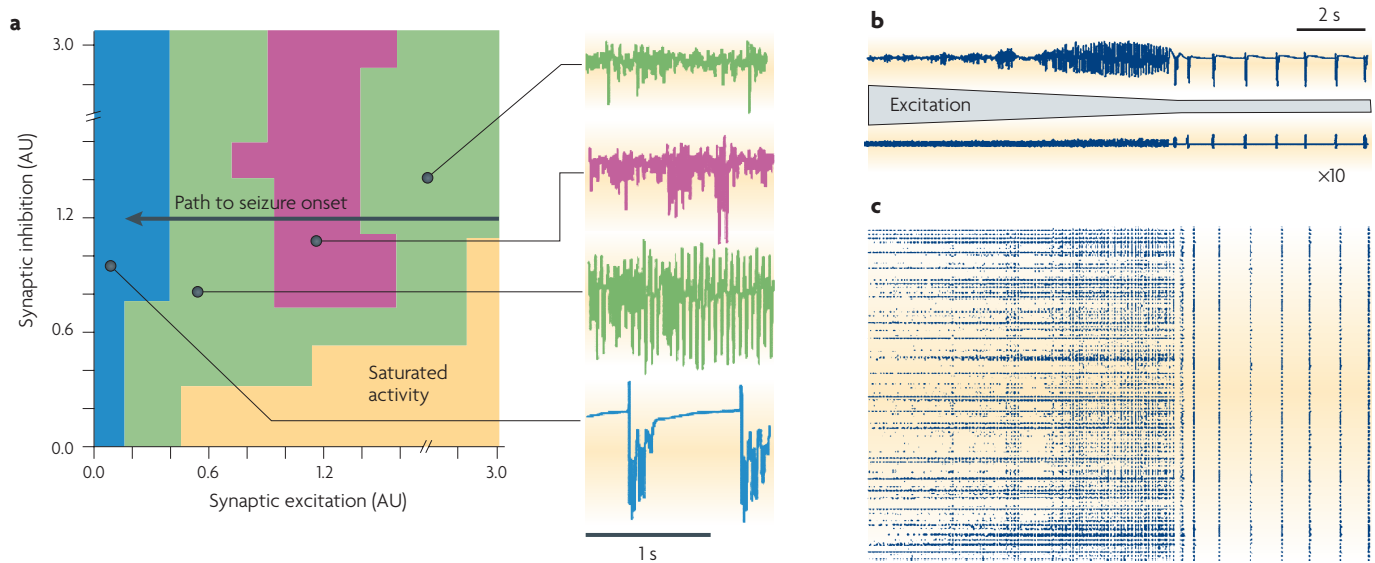 a
3.0
1.2
0.6
0.0
Synaptic inhibition (AU)
Path to seizure onset
Saturated
activity
0.0
0.6
1.2
3.0
Synaptic excitation (AU)
1 s
b
2 s
Excitation
×10
c